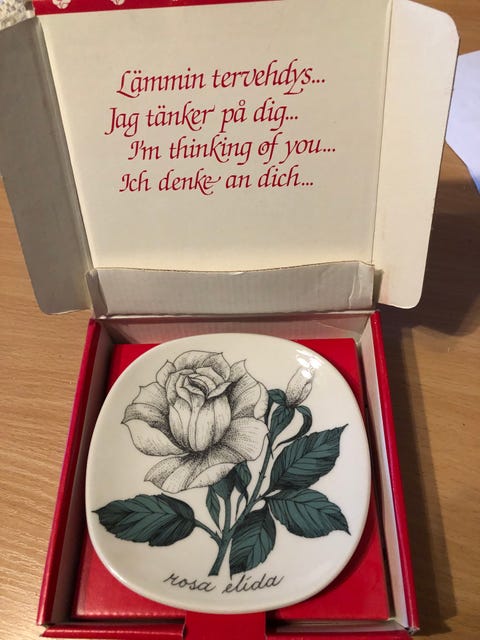 Lämmin tervehdys...
Jag tänker på dig...
I'm thinking of you...
Ich denke an dich...
rosa elida